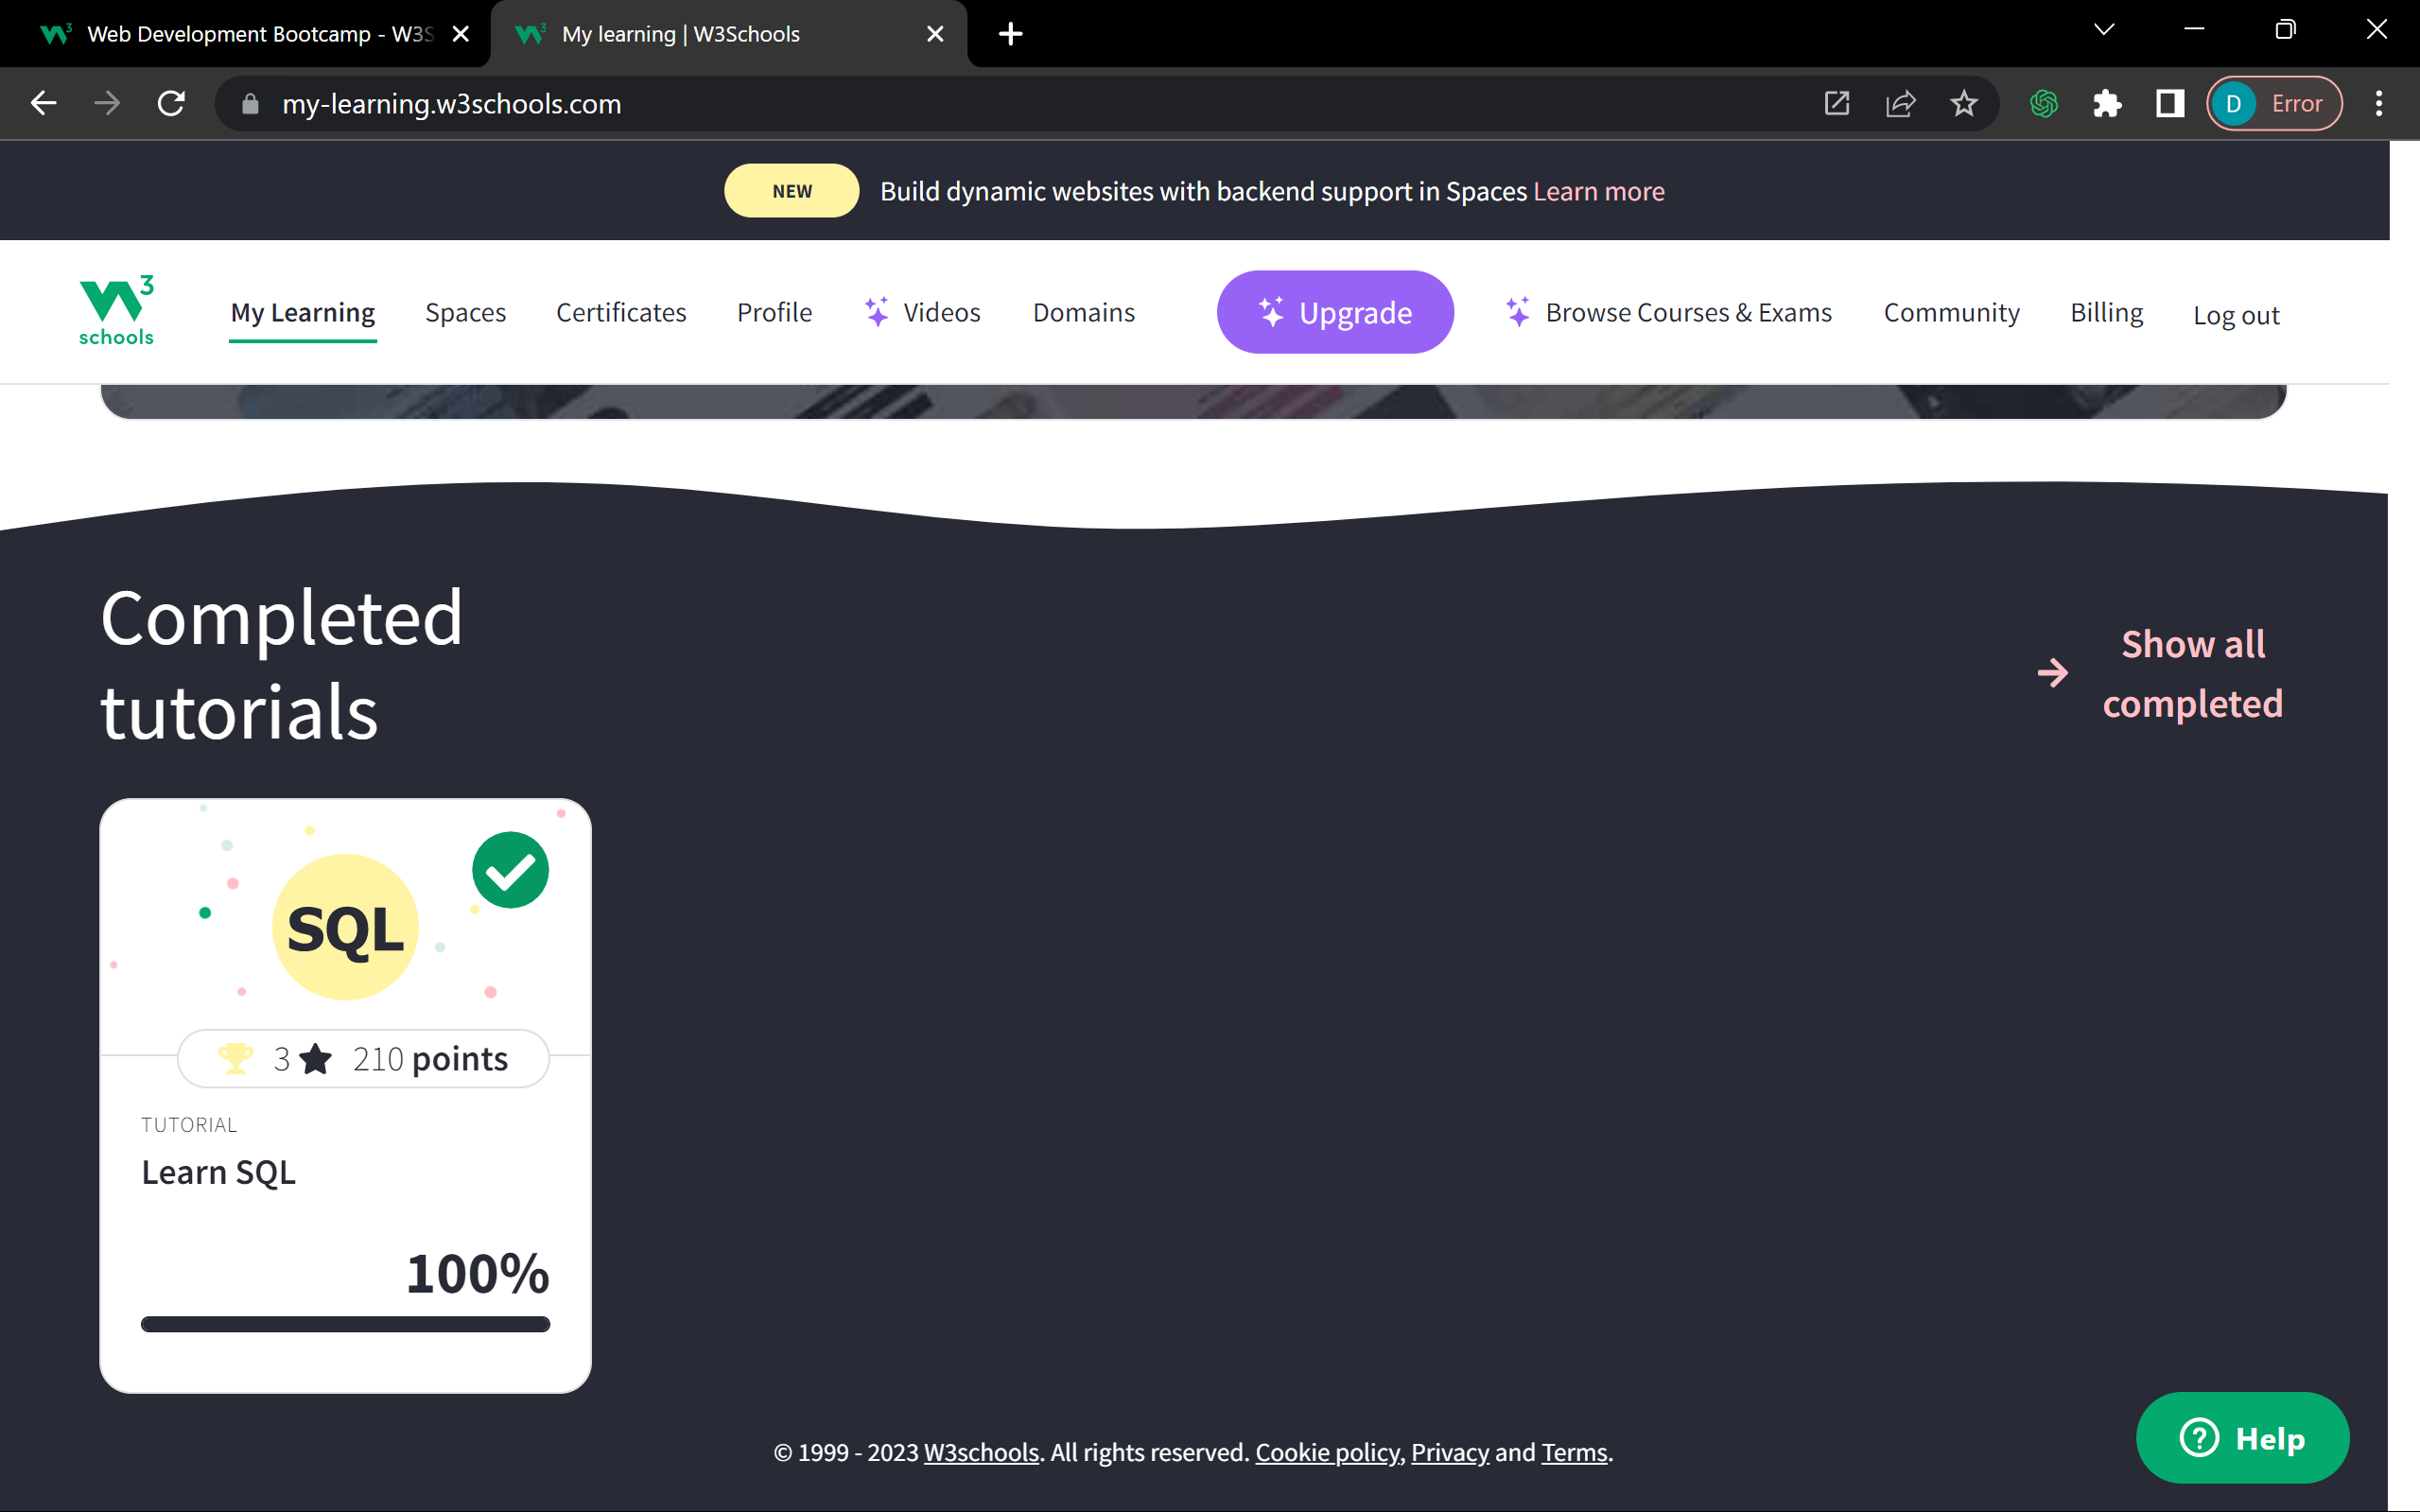 Web Development Bootcamp - W3S
My learning | W3Schools
my-learning.w3schools.com
D Error
NEW Build dynamic websites with backend support in Spaces Learn more
W3 schools
My Learning Spaces Certificates Profile Videos Domains Upgrade Browse Courses & Exams Community Billing Log out
Completed
tutorials
Show all
completed
SQL
3 210 points
TUTORIAL
Learn SQL
100%
© 1999 - 2023 W3schools. All rights reserved. Cookie policy, Privacy and Terms.
Help